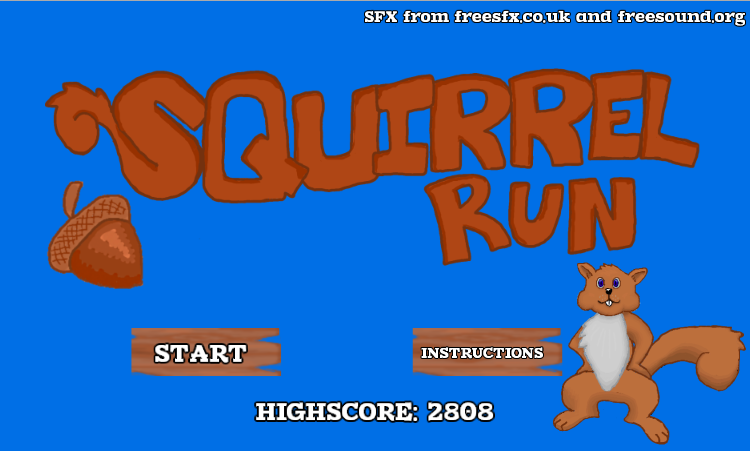 SFX from freesfx.co.uk and freesound.org
SQUIRREL
RUN
START
INSTRUCTIONS
HIGHSCORE: 2808